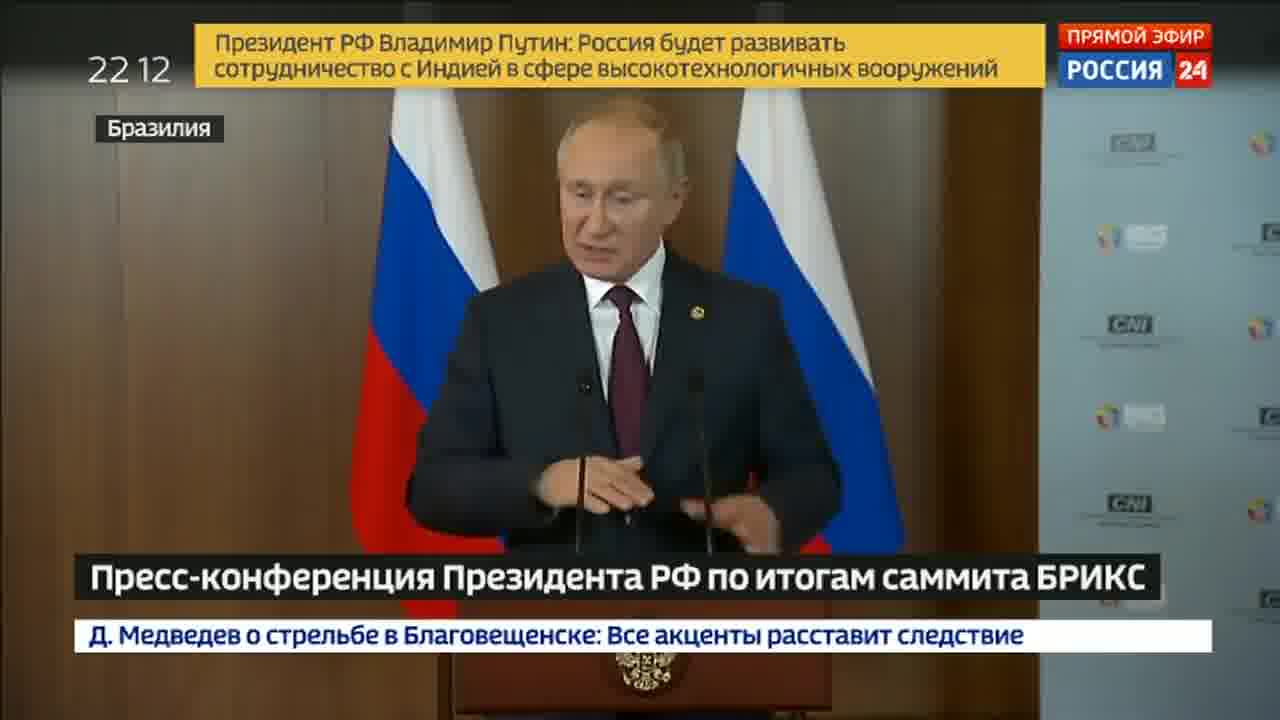 22 12
Президент РФ Владимир Путин: Россия будет развивать
сотрудничество с Индией в сфере высокотехнологичных вооружений
ПРЯМОЙ ЭФИР
РОССИЯ 24
Бразилия
CNI
CNI
CNI
Пресс-конференция Президента РФ по итогам саммита БРИКС
Д. Медведев о стрельбе в Благовещенске: Все акценты расставит следствие